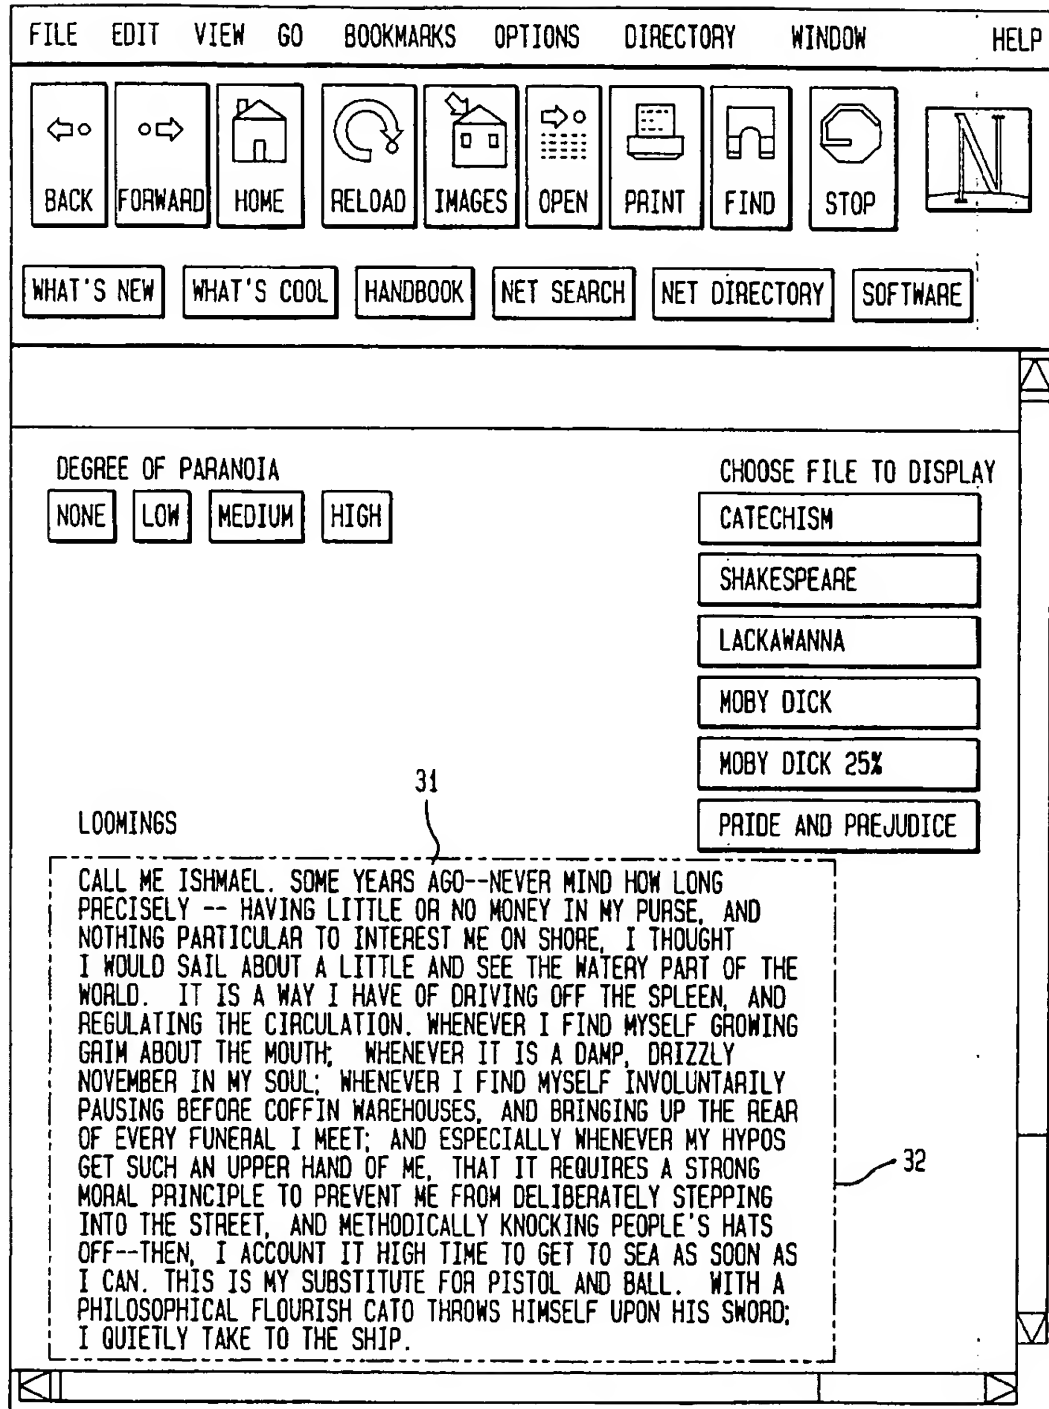 FILE EDIT VIEW GO BOOKMARKS OPTIONS DIRECTORY WINDOW HELP
BACK FORWARD HOME RELOAD IMAGES OPEN PRINT FIND STOP N
WHAT'S NEW WHAT'S COOL HANDBOOK NET SEARCH NET DIRECTORY SOFTWARE
DEGREE OF PARANOIA
NONE LOW MEDIUM HIGH
CHOOSE FILE TO DISPLAY
CATECHISM
SHAKESPEARE
LACKAWANNA
MOBY DICK
MOBY DICK 25%
PRIDE AND PREJUDICE
31
LOOMINGS
CALL ME ISHMAEL. SOME YEARS AGO--NEVER MIND HOW LONG
PRECISELY -- HAVING LITTLE OR NO MONEY IN MY PURSE, AND
NOTHING PARTICULAR TO INTEREST ME ON SHORE, I THOUGHT
I WOULD SAIL ABOUT A LITTLE AND SEE THE WATERY PART OF THE
WORLD. IT IS A WAY I HAVE OF DRIVING OFF THE SPLEEN, AND
REGULATING THE CIRCULATION. WHENEVER I FIND MYSELF GROWING
GRIM ABOUT THE MOUTH; WHENEVER IT IS A DAMP, DRIZZLY
NOVEMBER IN MY SOUL; WHENEVER I FIND MYSELF INVOLUNTARILY
PAUSING BEFORE COFFIN WAREHOUSES, AND BRINGING UP THE REAR
OF EVERY FUNERAL I MEET; AND ESPECIALLY WHENEVER MY HYPOS
GET SUCH AN UPPER HAND OF ME, THAT IT REQUIRES A STRONG
MORAL PRINCIPLE TO PREVENT ME FROM DELIBERATELY STEPPING
INTO THE STREET, AND METHODICALLY KNOCKING PEOPLE'S HATS
OFF--THEN, I ACCOUNT IT HIGH TIME TO GET TO SEA AS SOON AS
I CAN. THIS IS MY SUBSTITUTE FOR PISTOL AND BALL. WITH A
PHILOSOPHICAL FLOURISH CATO THROWS HIMSELF UPON HIS SWORD;
I QUIETLY TAKE TO THE SHIP.
32